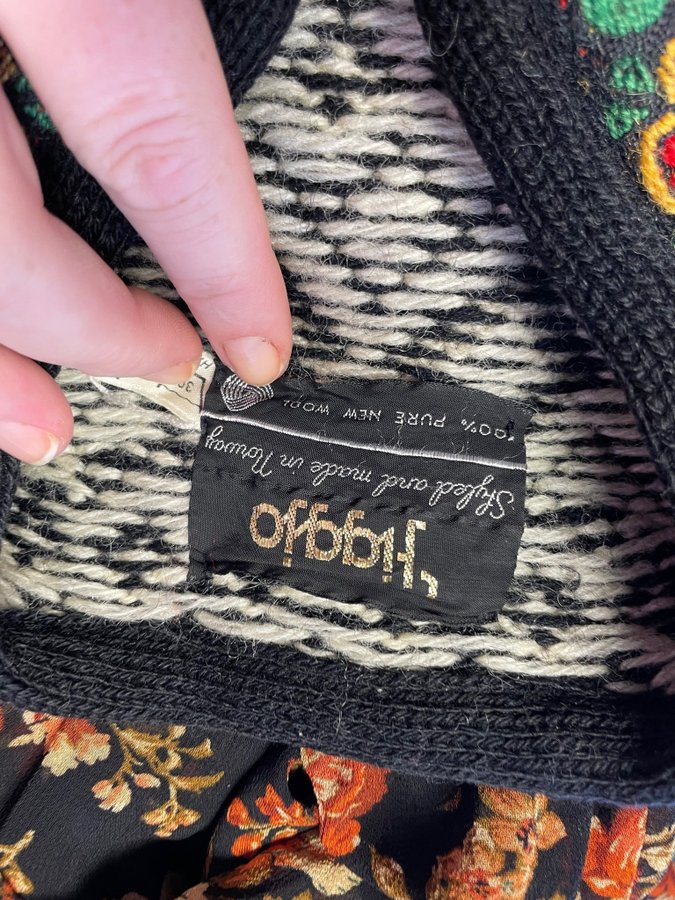 Figgjo
Styled and made in Norway
100% PURE NEW WOOL